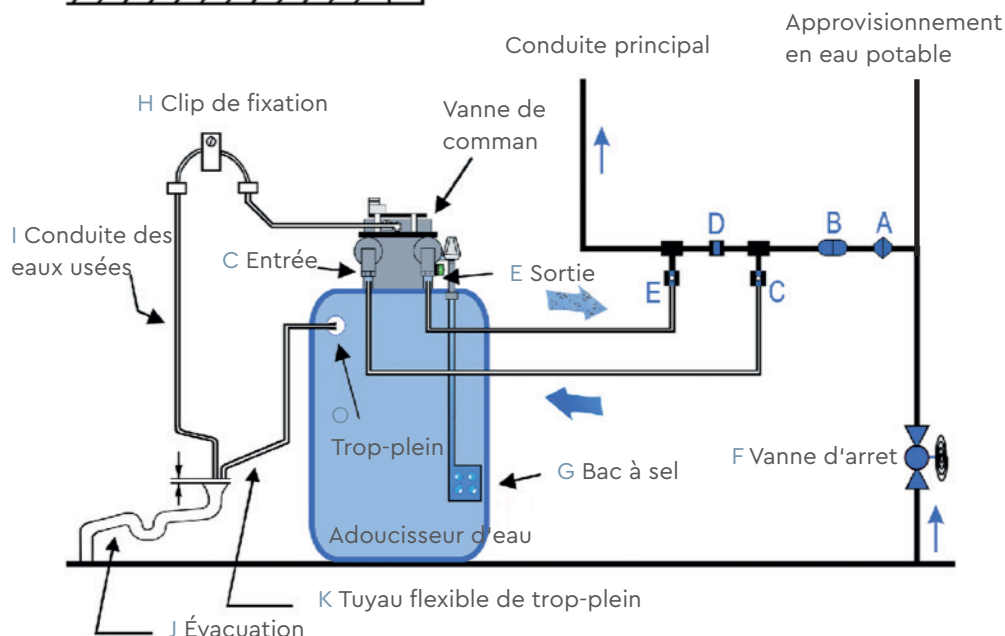 Approvisionnement
en eau potable
Conduite principal
H Clip de fixation
Vanne de
comman
I Conduite des
eaux usées
C Entrée
E Sortie
D
B
A
E
C
Trop-plein
F Vanne d'arret
G Bac à sel
Adoucisseur d'eau
K Tuyau flexible de trop-plein
J Évacuation